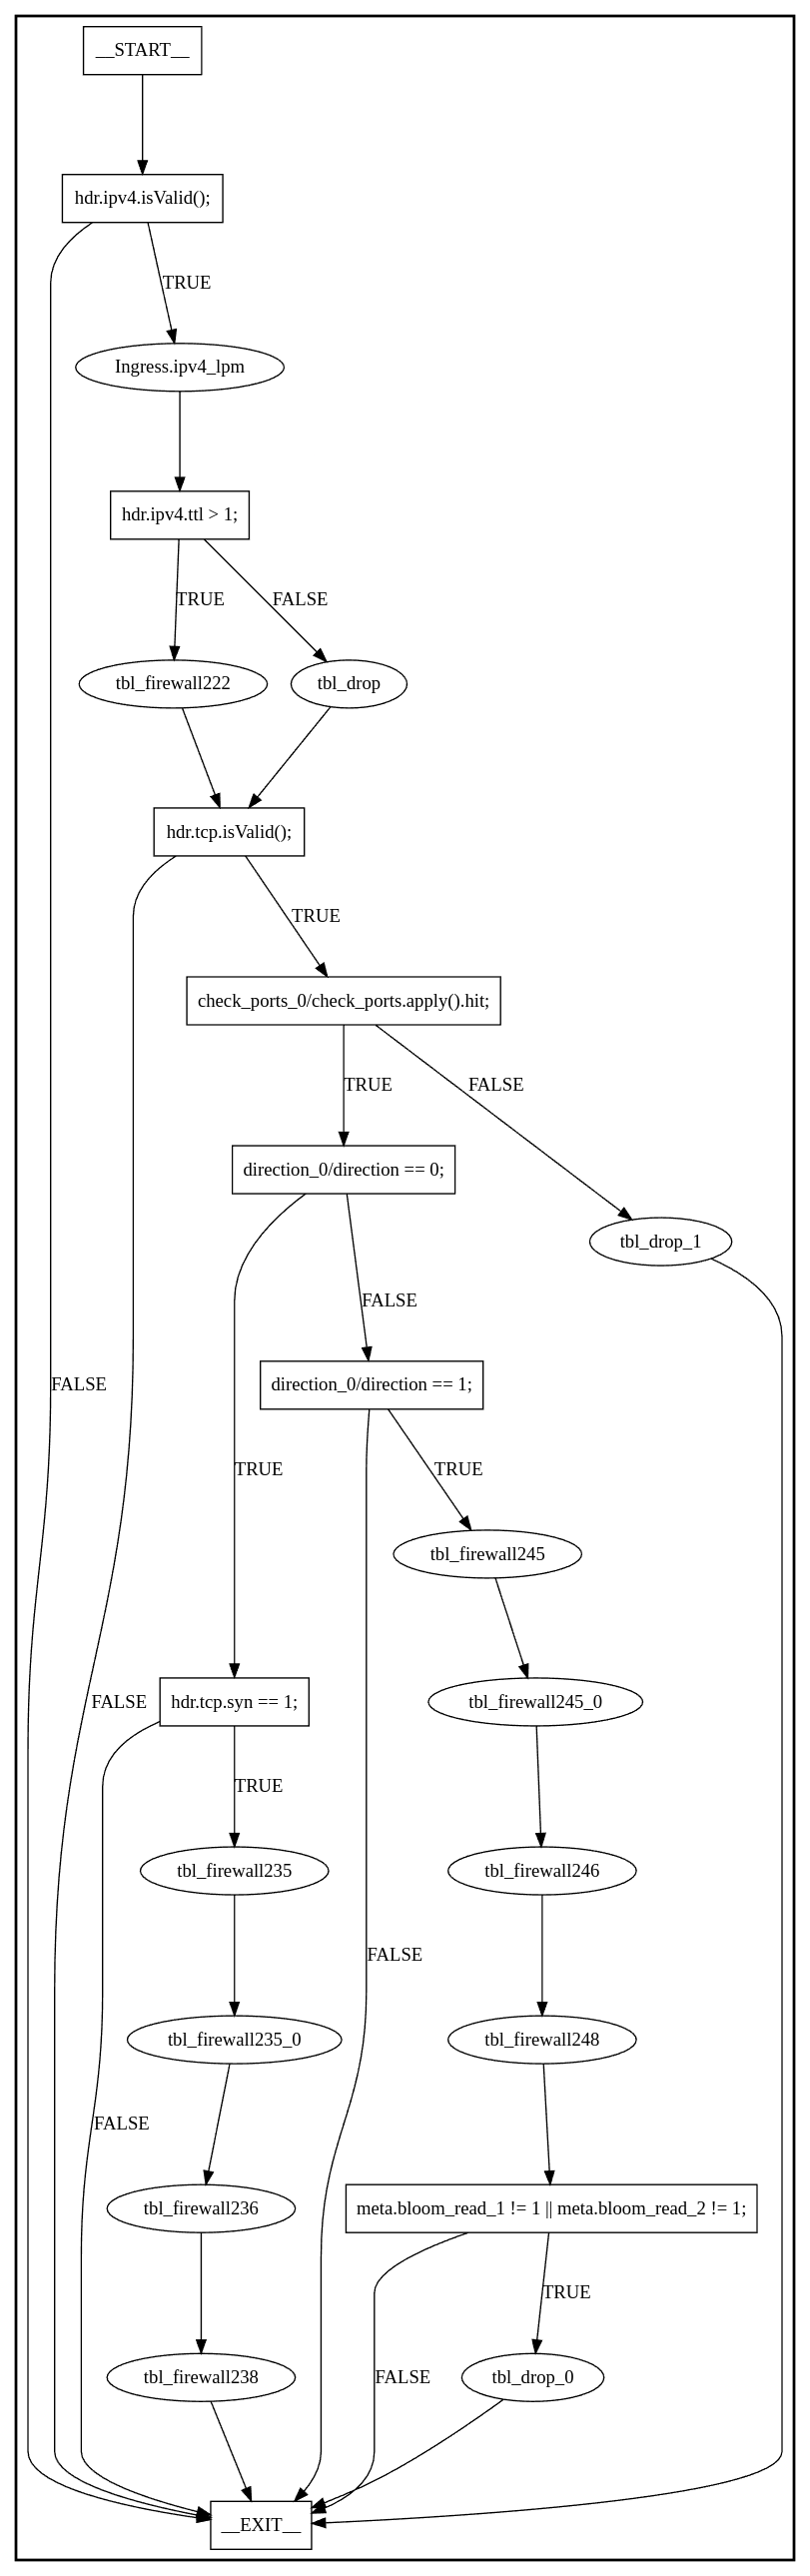 __START__
hdr.ipv4.isValid();
TRUE
Ingress.ipv4_lpm
hdr.ipv4.ttl > 1;
TRUE
FALSE
tbl_firewall222
tbl_drop
hdr.tcp.isValid();
TRUE
check_ports_0/check_ports.apply().hit;
TRUE
FALSE
direction_0/direction == 0;
tbl_drop_1
FALSE
FALSE
direction_0/direction == 1;
TRUE
TRUE
tbl_firewall245
FALSE
hdr.tcp.syn == 1;
tbl_firewall245_0
TRUE
tbl_firewall235
tbl_firewall246
FALSE
tbl_firewall235_0
tbl_firewall248
FALSE
tbl_firewall236
meta.bloom_read_1 != 1 || meta.bloom_read_2 != 1;
TRUE
tbl_firewall238
FALSE
tbl_drop_0
__EXIT__